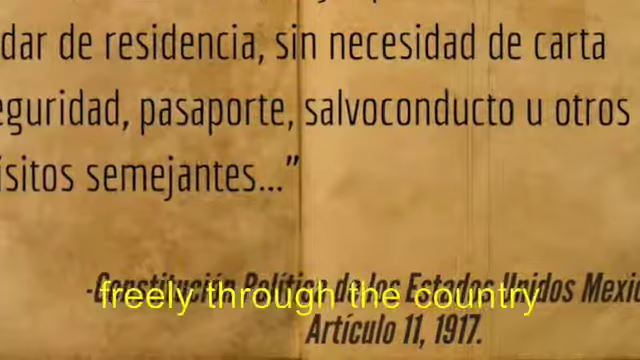 dar de residencia, sin necesidad de carta
eguridad, pasaporte, salvoconducto u otros
isitos semejantes..."
-Constitución Política de los Estados Unidos Mexic
freely through the country
Artículo 11, 1917.